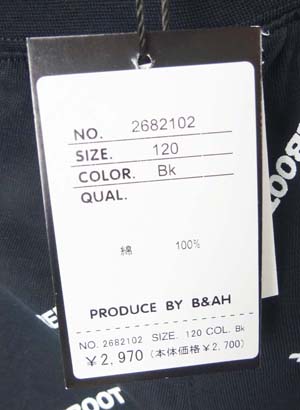 NO. 2682102
SIZE. 120
COLOR. Bk
QUAL.
綿 100%
PRODUCE BY B&AH
NO. 2682102 SIZE. 120 COL. Bk
¥2,970 (本体価格¥2,700)